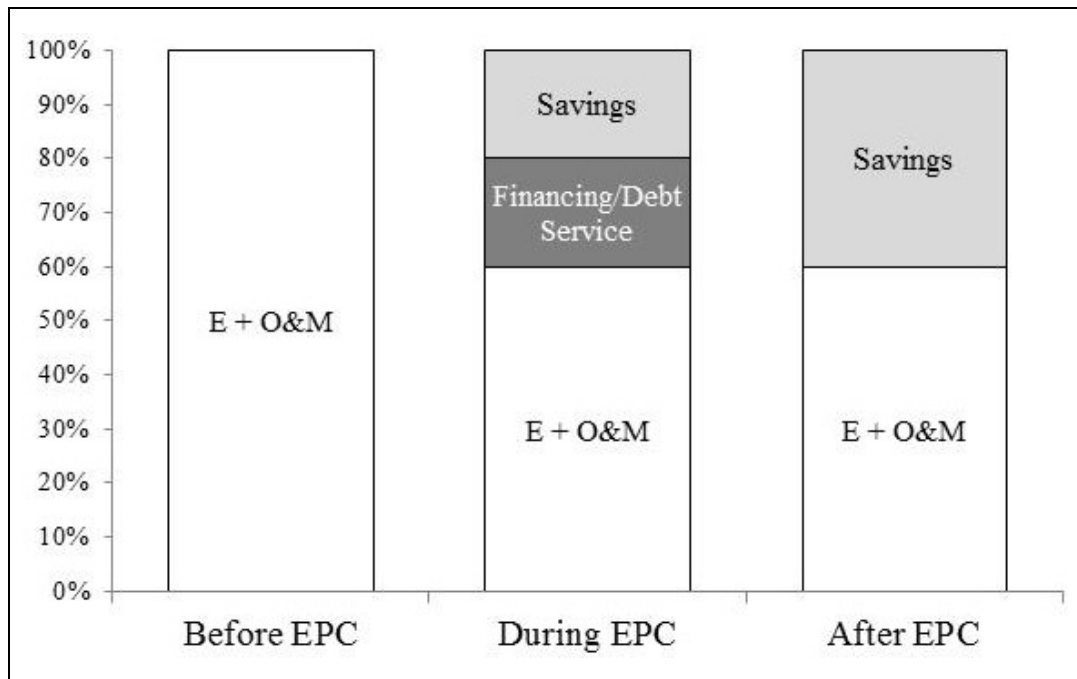 100%
90%
80%
70%
60%
50%
40%
30%
20%
10%
0%
E + O&M
Savings
Financing/Debt
Service
E + O&M
Savings
E + O&M
Before EPC
During EPC
After EPC